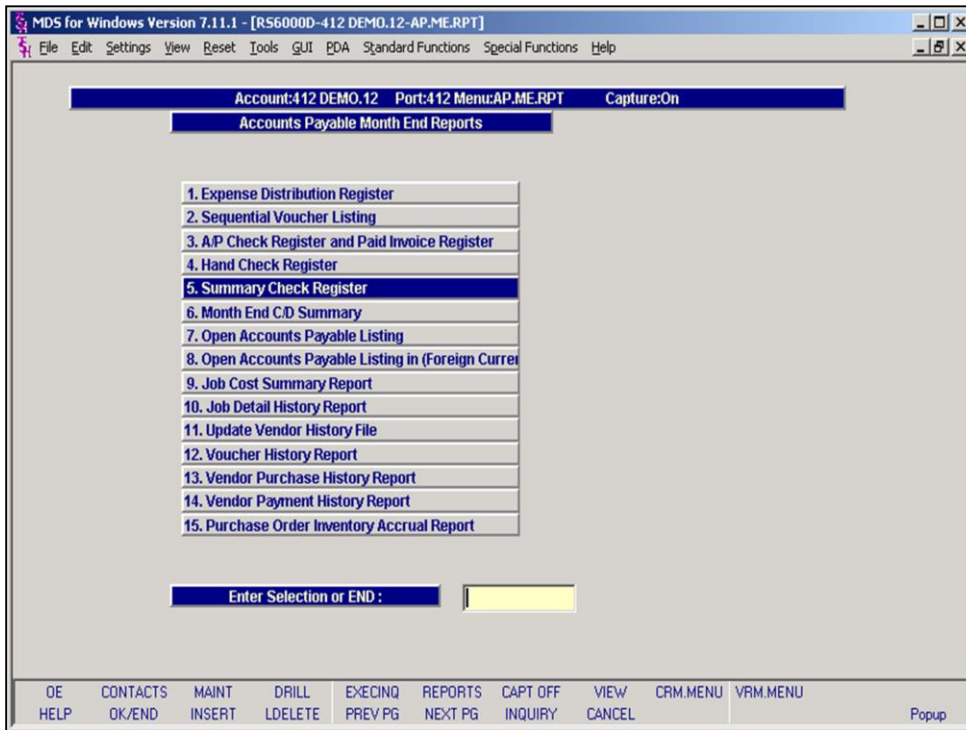 MDS for Windows Version 7.11.1 - [RS6000D-412 DEMO.12-AP.ME.RPT]
File Edit Settings View Reset Tools GUI PDA Standard Functions Special Functions Help
Account:412 DEMO.12 Port:412 Menu:AP.ME.RPT Capture:On
Accounts Payable Month End Reports
1. Expense Distribution Register
2. Sequential Voucher Listing
3. A/P Check Register and Paid Invoice Register
4. Hand Check Register
5. Summary Check Register
6. Month End C/D Summary
7. Open Accounts Payable Listing
8. Open Accounts Payable Listing in (Foreign Curren
9. Job Cost Summary Report
10. Job Detail History Report
11. Update Vendor History File
12. Voucher History Report
13. Vendor Purchase History Report
14. Vendor Payment History Report
15. Purchase Order Inventory Accrual Report
Enter Selection or END :
OE CONTACTS MAINT DRILL EXECINQ REPORTS CAPT OFF VIEW CRM.MENU VRM.MENU
HELP OK/END INSERT LDELETE PREV PG NEXT PG INQUIRY CANCEL Popup